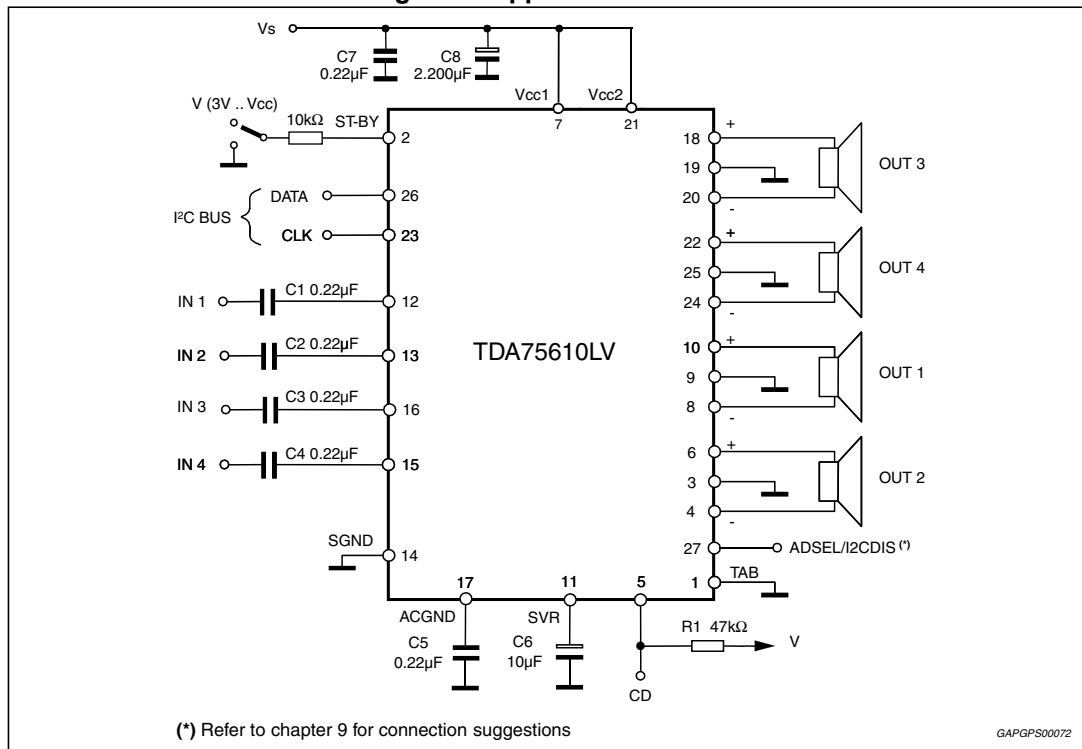 Vs
C7
0.22µF
C8
2.200µF
Vcc1
Vcc2
7
21
V (3V .. Vcc)
10kΩ
ST-BY
2
I²C BUS
DATA
26
CLK
23
IN 1
C1 0.22µF
12
IN 2
C2 0.22µF
13
IN 3
C3 0.22µF
16
IN 4
C4 0.22µF
15
SGND
14
TDA75610LV
18
+
19
20
-
OUT 3
22
+
25
24
-
OUT 4
10
+
9
8
-
OUT 1
6
+
3
4
-
OUT 2
27
ADSEL/I2CDIS (*)
1
TAB
17
11
5
ACGND
SVR
C5
0.22µF
C6
10µF
R1 47kΩ
V
CD
(*) Refer to chapter 9 for connection suggestions
GAPGPS00072